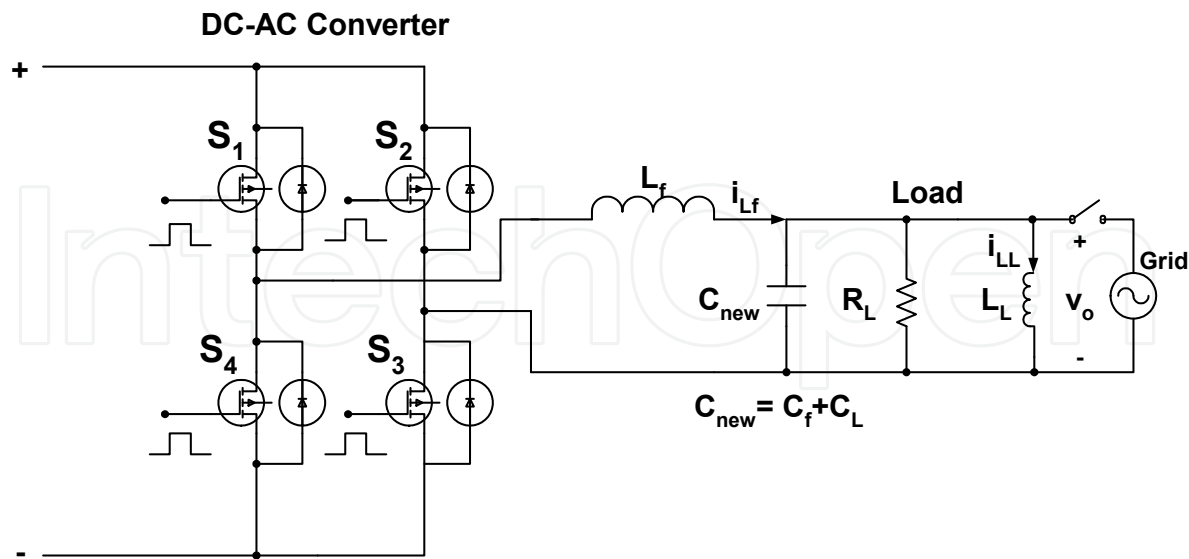 DC-AC Converter
+
S1
S2
Lf
iLf
Load
iLL
+
Grid
Cnew
RL
LL
vo
S4
S3
-
Cnew= Cf+CL
-
IntechOpen